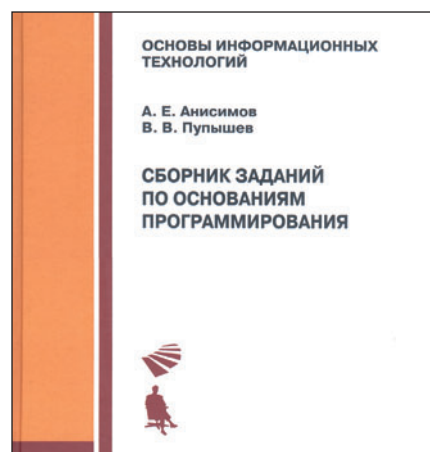 ОСНОВЫ ИНФОРМАЦИОННЫХ
ТЕХНОЛОГИЙ
А. Е. Анисимов
В. В. Пупышев
СБОРНИК ЗАДАНИЙ
ПО ОСНОВАНИЯМ
ПРОГРАММИРОВАНИЯ